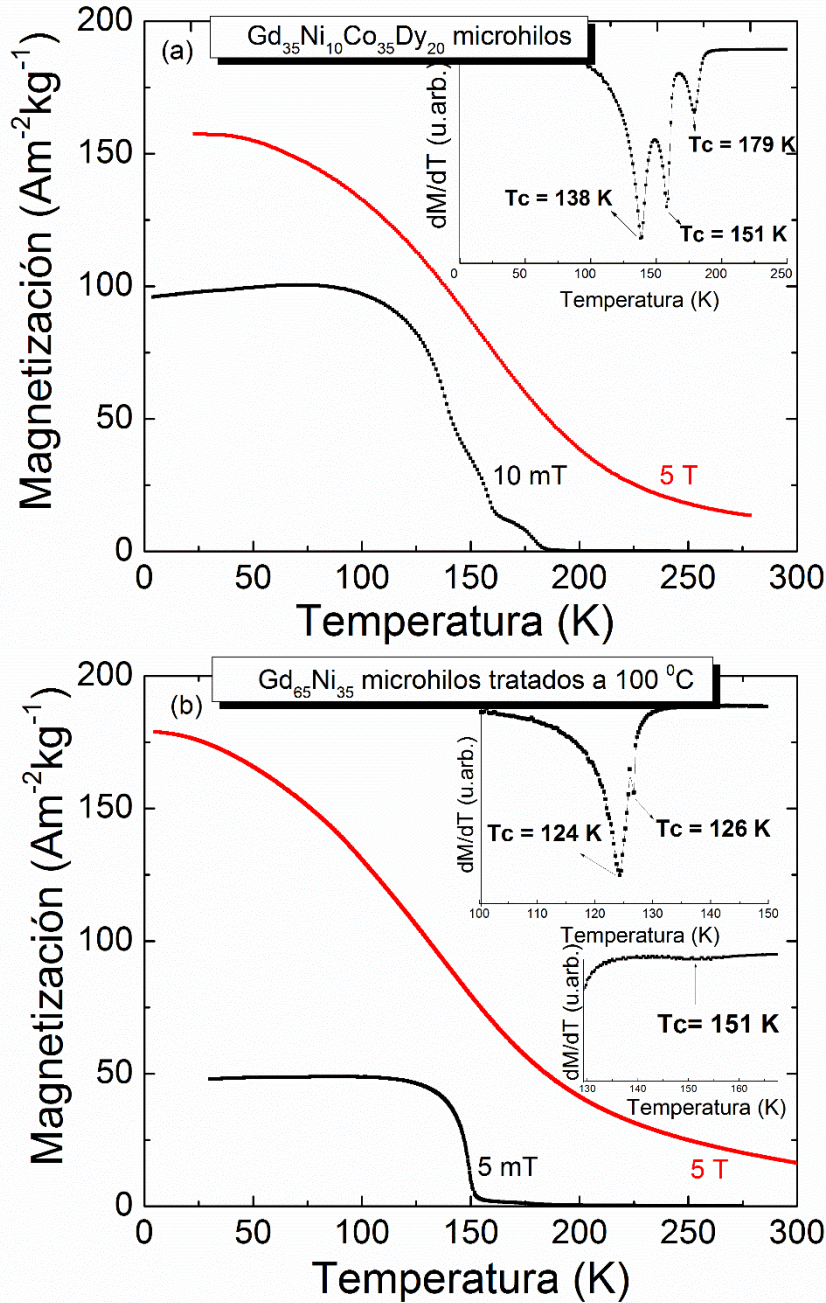 (a)
Gd35Ni10Co35Dy20 microhilos
Magnetización (Am-2kg-1)
200
150
100
50
0
0 50 100 150 200 250 300
Temperatura (K)
10 mT
5 T
dM/dT (u.arb.)
Tc = 179 K
Tc = 138 K
Tc = 151 K
0 50 100 150 200 250
Temperatura (K)
(b)
Gd65Ni35 microhilos tratados a 100 0C
Magnetización (Am-2kg-1)
200
150
100
50
0
0 50 100 150 200 250 300
Temperatura (K)
5 mT
5 T
dM/dT (u.arb.)
Tc = 124 K
Tc = 126 K
100 110 120 130 140 150
Temperatura (K)
dM/dT (u.arb.)
Tc= 151 K
130 140 150 160
Temperatura (K)